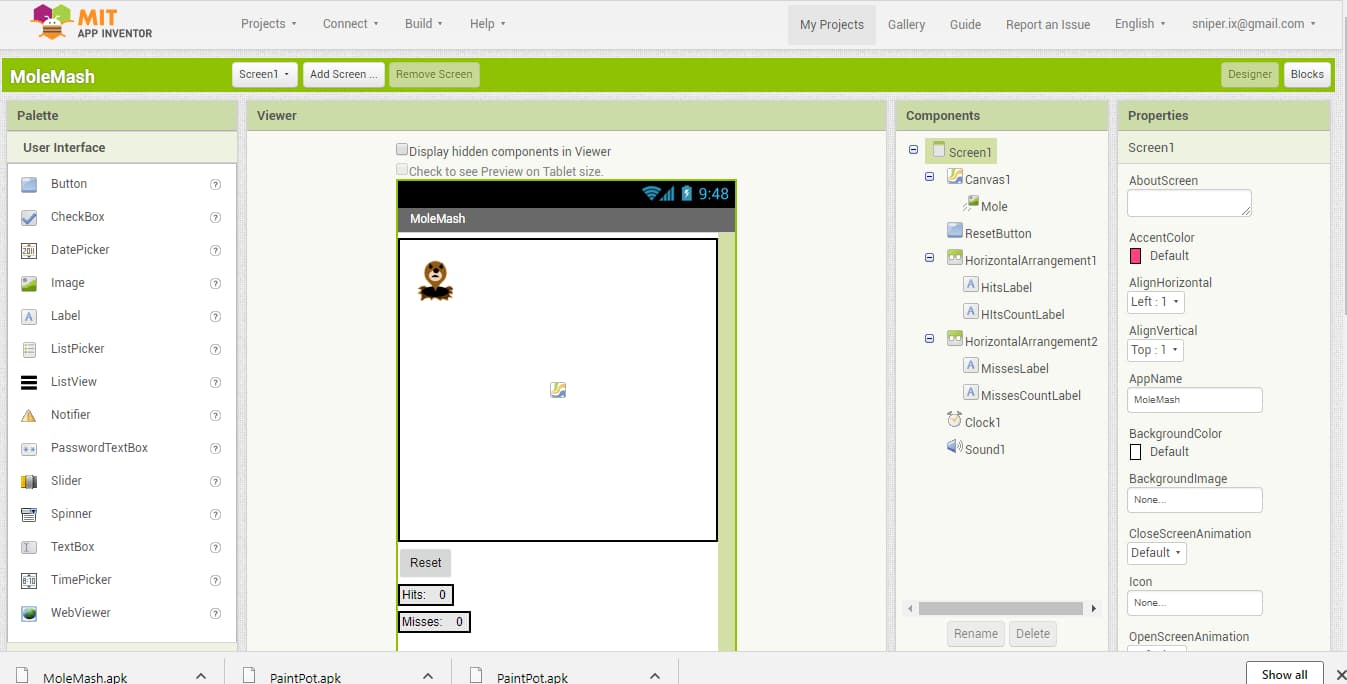 MIT
APP INVENTOR
Projects Connect Build Help My Projects Gallery Guide Report an Issue English sniper.ix@gmail.com
MoleMash Screen1 Add Screen ... Remove Screen Designer Blocks
Palette
User Interface
Button ?
CheckBox ?
DatePicker ?
Image ?
Label ?
ListPicker ?
ListView ?
Notifier ?
PasswordTextBox ?
Slider ?
Spinner ?
TextBox ?
TimePicker ?
WebViewer ?
Viewer
Display hidden components in Viewer
Check to see Preview on Tablet size.
9:48
MoleMash
Reset
Hits: 0
Misses: 0
Components
Screen1
Canvas1
Mole
ResetButton
HorizontalArrangement1
A HitsLabel
A HItsCountLabel
HorizontalArrangement2
A MissesLabel
A MissesCountLabel
Clock1
Sound1
Rename Delete
Properties
Screen1
AboutScreen
AccentColor
Default
AlignHorizontal
Left : 1
AlignVertical
Top : 1
AppName
MoleMash
BackgroundColor
Default
BackgroundImage
None...
CloseScreenAnimation
Default
Icon
None...
OpenScreenAnimation
MoleMash.apk PaintPot.apk PaintPot.apk Show all